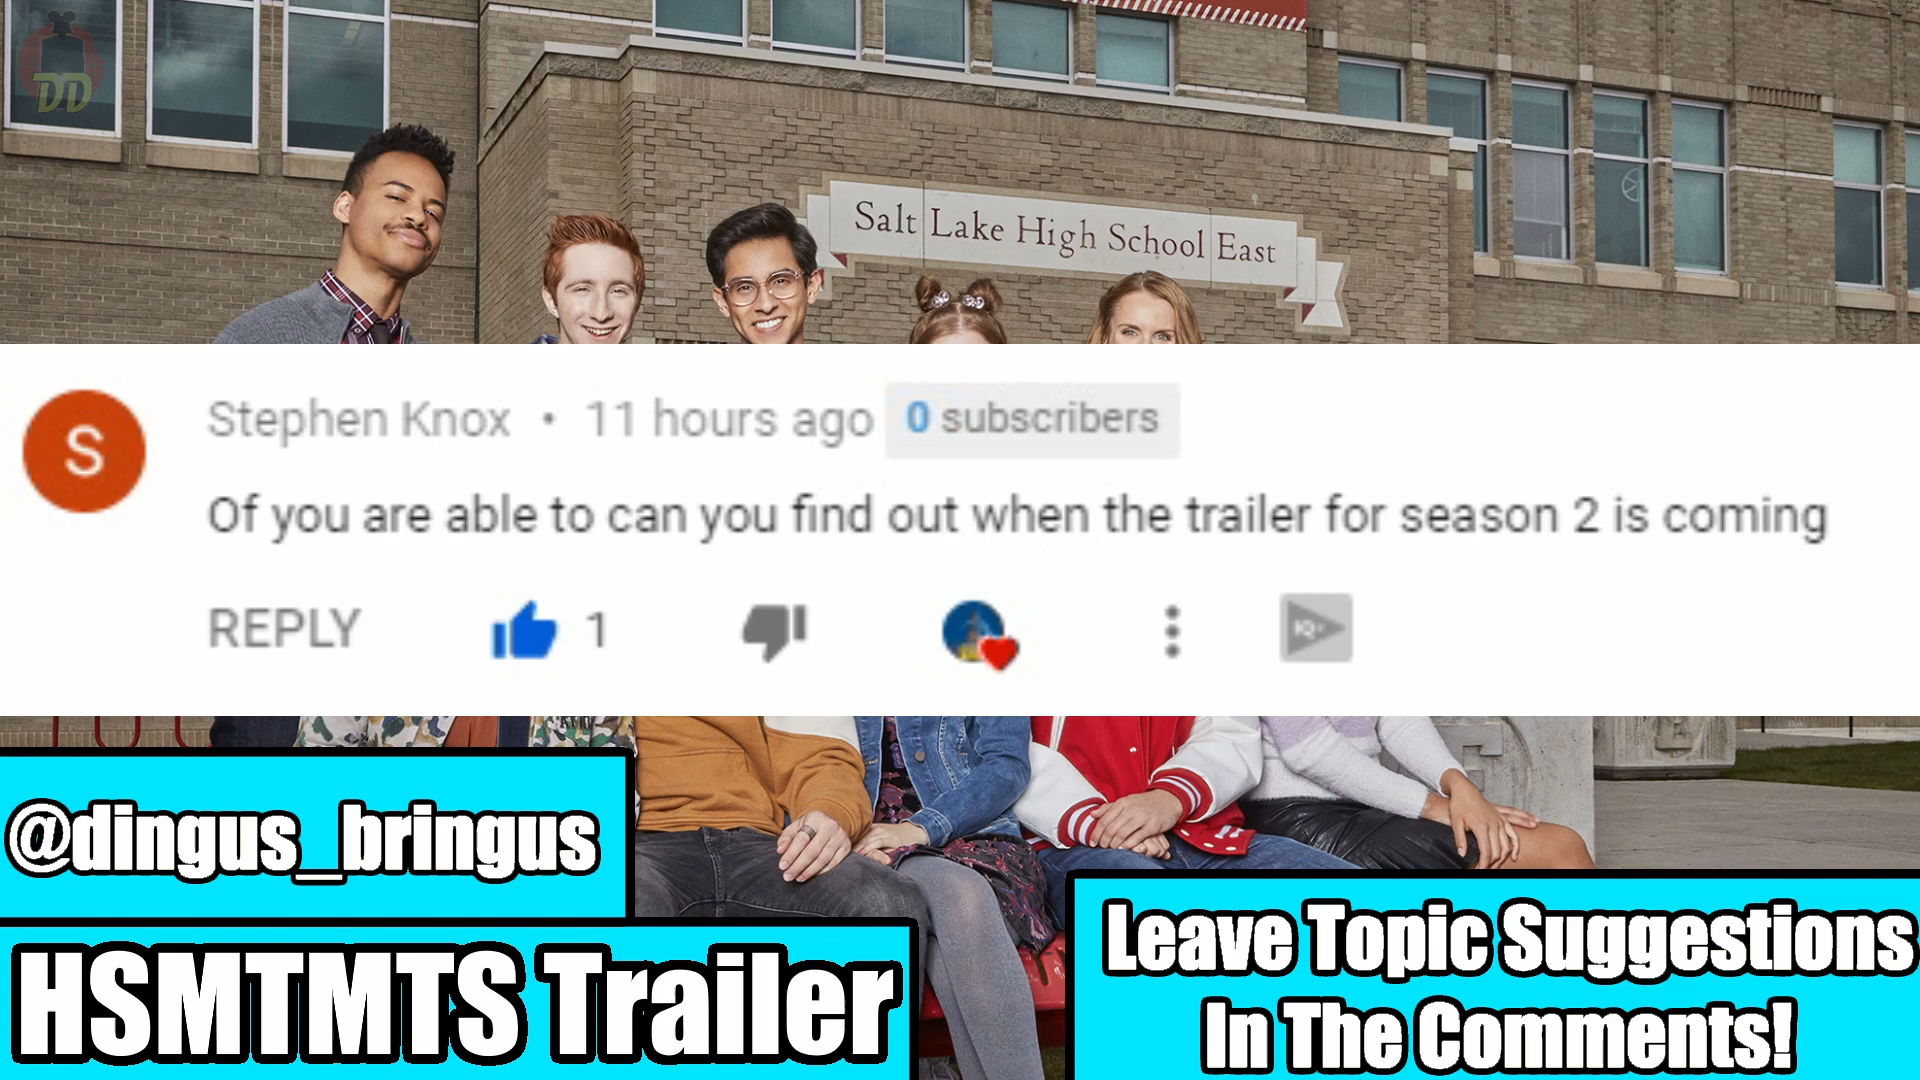 DD
Salt Lake High School East
S
Stephen Knox • 11 hours ago 0 subscribers
Of you are able to can you find out when the trailer for season 2 is coming
REPLY 1
IQ
@dingus_bringus
HSMTMTS Trailer
Leave Topic Suggestions
In The Comments!